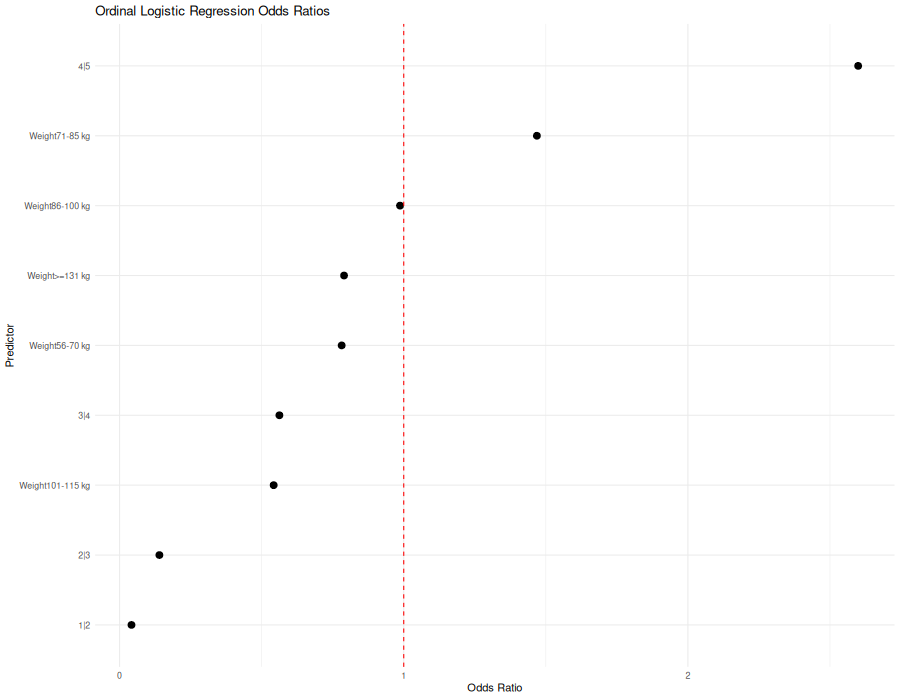 Ordinal Logistic Regression Odds Ratios
4|5
Weight71-85 kg
Weight86-100 kg
Weight>=131 kg
Weight56-70 kg
3|4
Weight101-115 kg
2|3
1|2
Predictor
0 1 2
Odds Ratio